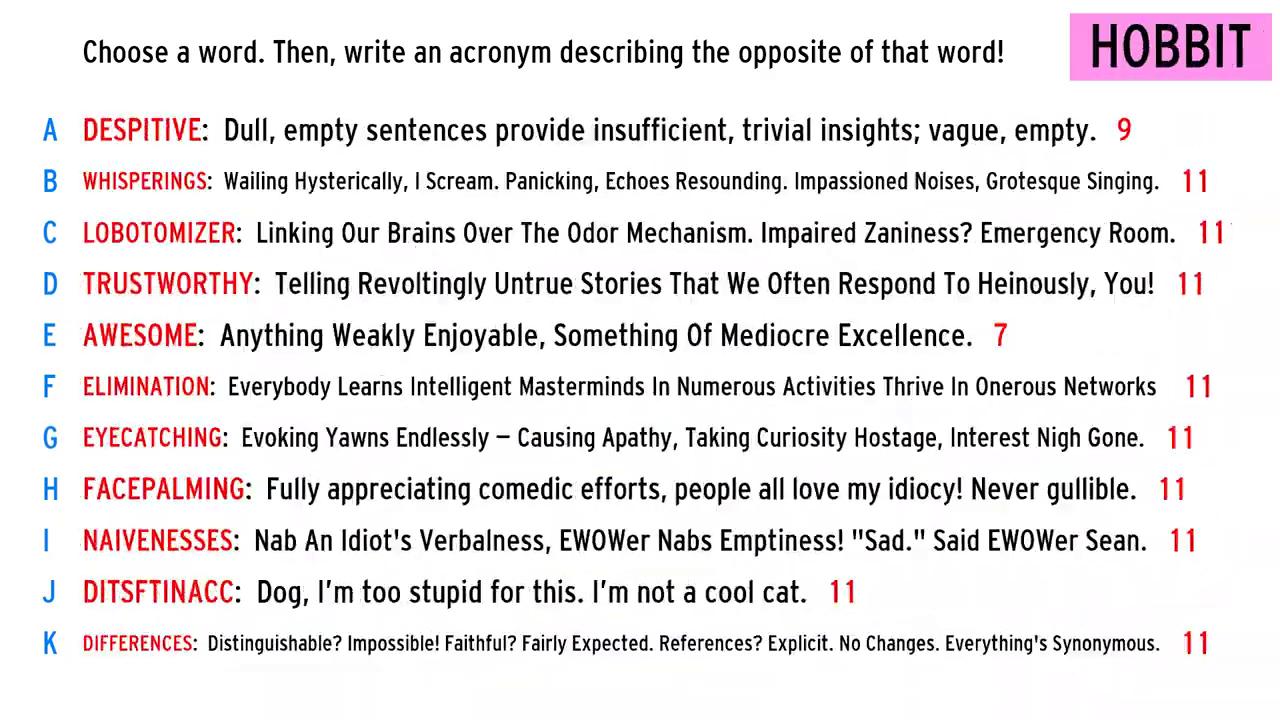 Choose a word. Then, write an acronym describing the opposite of that word! HOBBIT
A DESPITIVE: Dull, empty sentences provide insufficient, trivial insights; vague, empty. 9
B WHISPERINGS: Wailing Hysterically, I Scream. Panicking, Echoes Resounding. Impassioned Noises, Grotesque Singing. 11
C LOBOTOMIZER: Linking Our Brains Over The Odor Mechanism. Impaired Zaniness? Emergency Room. 11
D TRUSTWORTHY: Telling Revoltingly Untrue Stories That We Often Respond To Heinously, You! 11
E AWESOME: Anything Weakly Enjoyable, Something Of Mediocre Excellence. 7
F ELIMINATION: Everybody Learns Intelligent Masterminds In Numerous Activities Thrive In Onerous Networks 11
G EYECATCHING: Evoking Yawns Endlessly – Causing Apathy, Taking Curiosity Hostage, Interest Nigh Gone. 11
H FACEPALMING: Fully appreciating comedic efforts, people all love my idiocy! Never gullible. 11
I NAIVENESSES: Nab An Idiot's Verbalness, EWOWer Nabs Emptiness! "Sad." Said EWOWer Sean. 11
J DITSFTINACC: Dog, I’m too stupid for this. I’m not a cool cat. 11
K DIFFERENCES: Distinguishable? Impossible! Faithful? Fairly Expected. References? Explicit. No Changes. Everything's Synonymous. 11